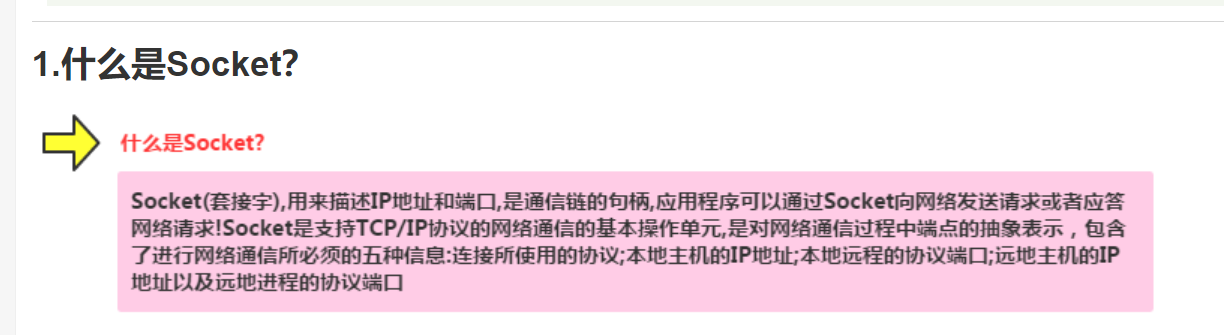 1.什么是Socket?
什么是Socket?
Socket(套接字),用来描述IP地址和端口,是通信链的句柄,应用程序可以通过Socket向网络发送请求或者应答
网络请求!Socket是支持TCP/IP协议的网络通信的基本操作单元,是对网络通信过程中端点的抽象表示，包含
了进行网络通信所必须的五种信息:连接所使用的协议;本地主机的IP地址;本地远程的协议端口;远地主机的IP
地址以及远地进程的协议端口